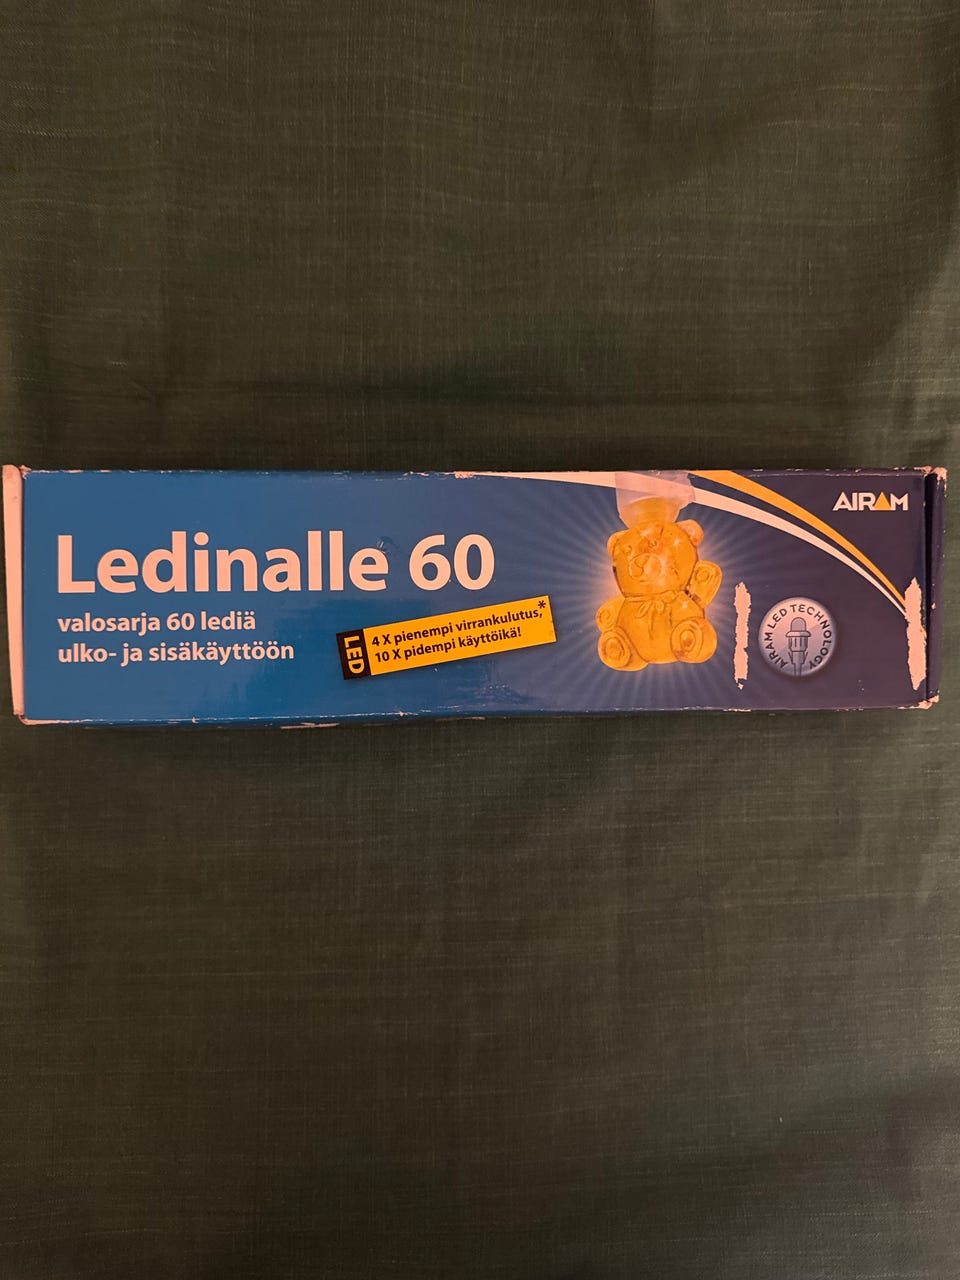 Ledinalle 60
valosarja 60 lediä
ulko- ja sisäkäyttöön
LED
4 X pienempi virrankulutus,*
10 X pidempi käyttöikä!
AIRAM
AIRAM LED TECHNOLOGY